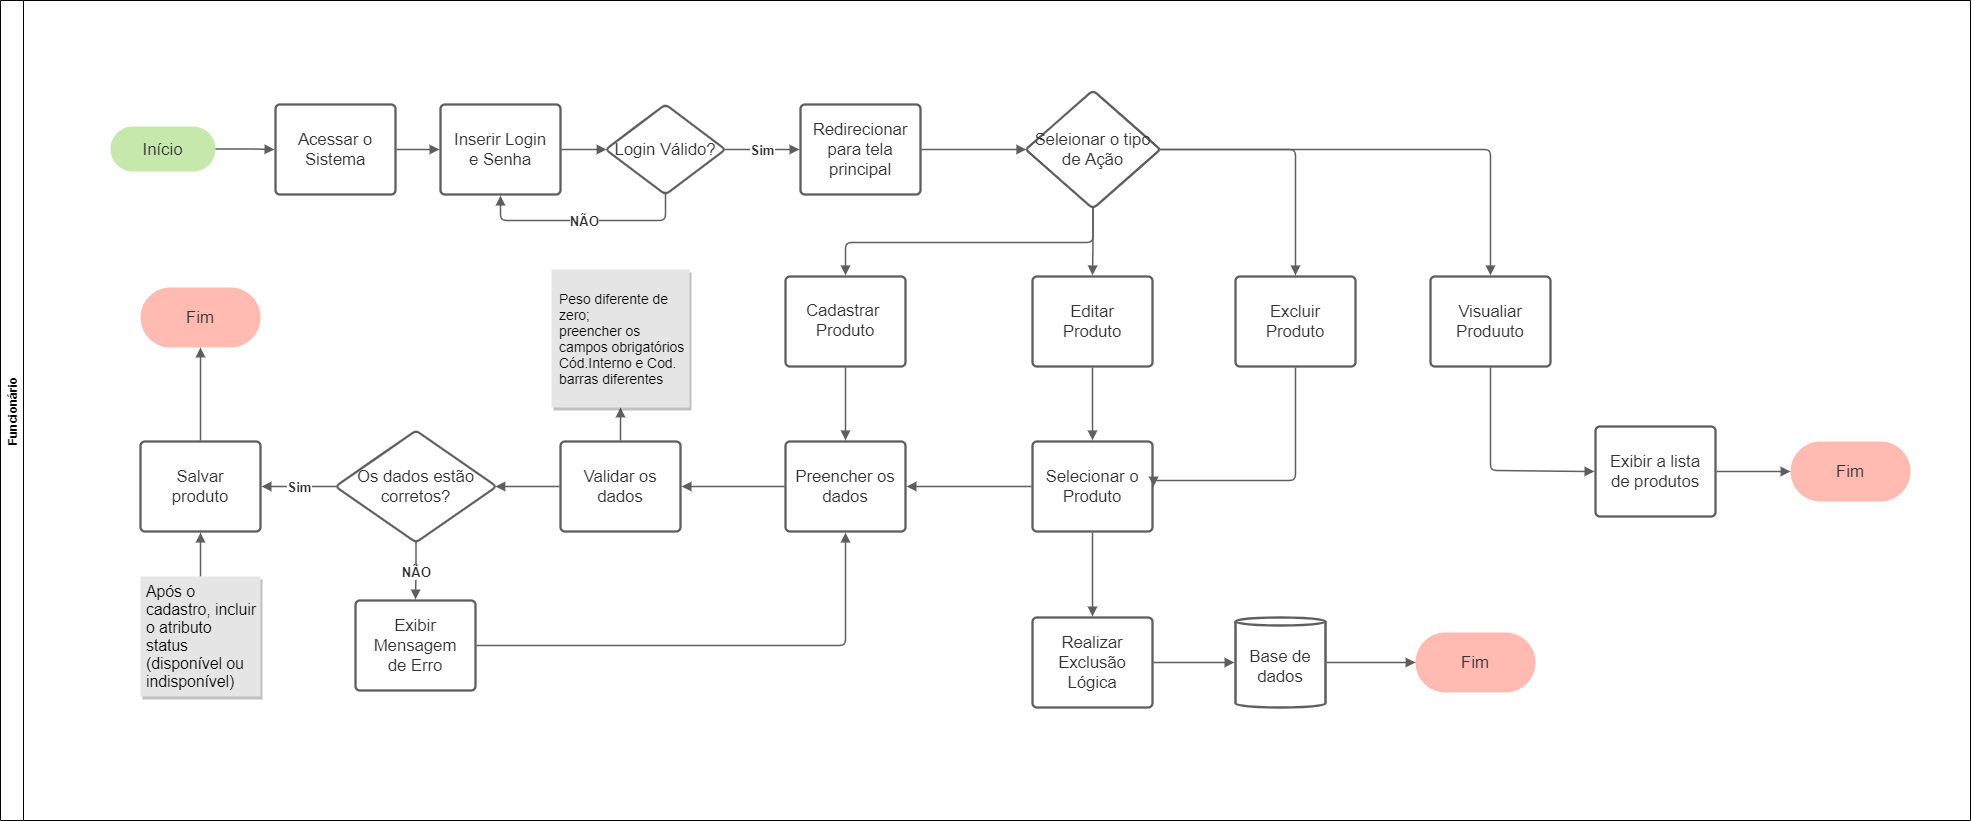 Funcionário
Início
Acessar o
Sistema
Inserir Login
e Senha
Login Válido?
Sim
NÃO
Redirecionar
para tela
principal
Seleionar o tipo
de Ação
Cadastrar
Produto
Editar
Produto
Excluir
Produto
Visualiar
Produuto
Fim
Peso diferente de
zero;
preencher os
campos obrigatórios
Cód.Interno e Cod.
barras diferentes
Salvar
produto
Sim
Os dados estão
corretos?
Validar os
dados
Preencher os
dados
Selecionar o
Produto
Exibir a lista
de produtos
Fim
NÃO
Após o
cadastro, incluir
o atributo
status
(disponível ou
indisponível)
Exibir
Mensagem
de Erro
Realizar
Exclusão
Lógica
Base de
dados
Fim